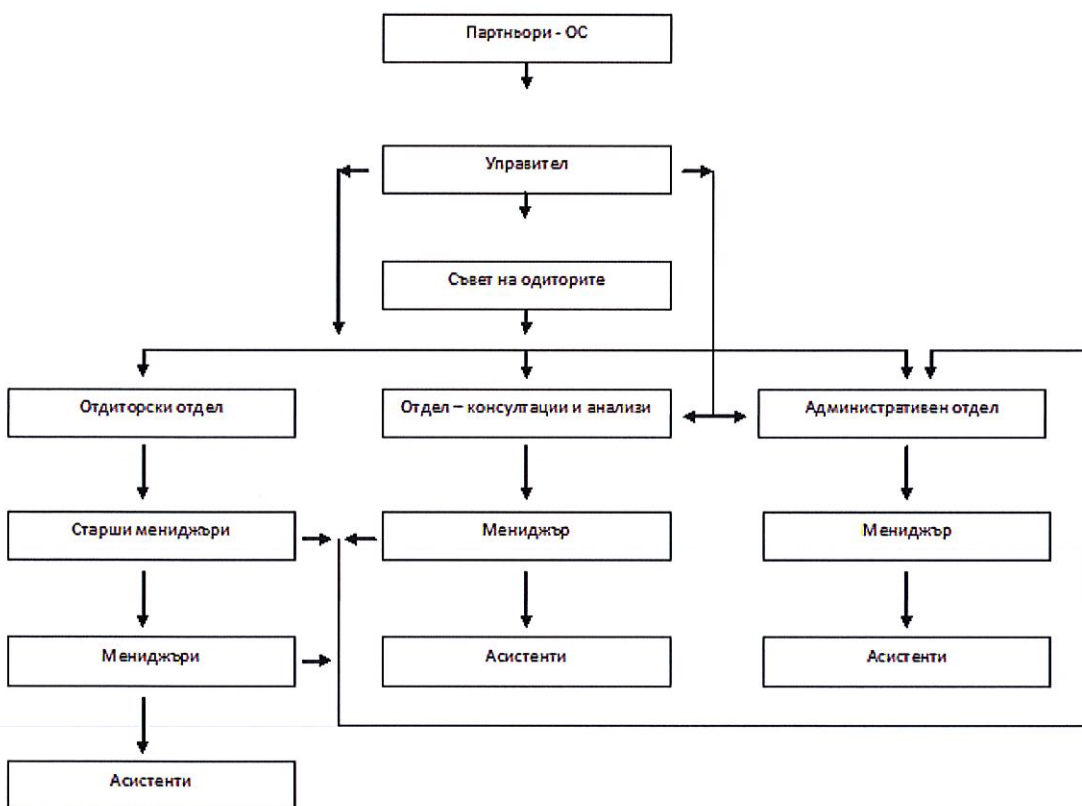 Партньори - ОС
Управител
Съвет на одиторите
Отдиторски отдел
Отдел – консултации и анализи
Административен отдел
Старши мениджъри
Мениджър
Мениджър
Мениджъри
Асистенти
Асистенти
Асистенти